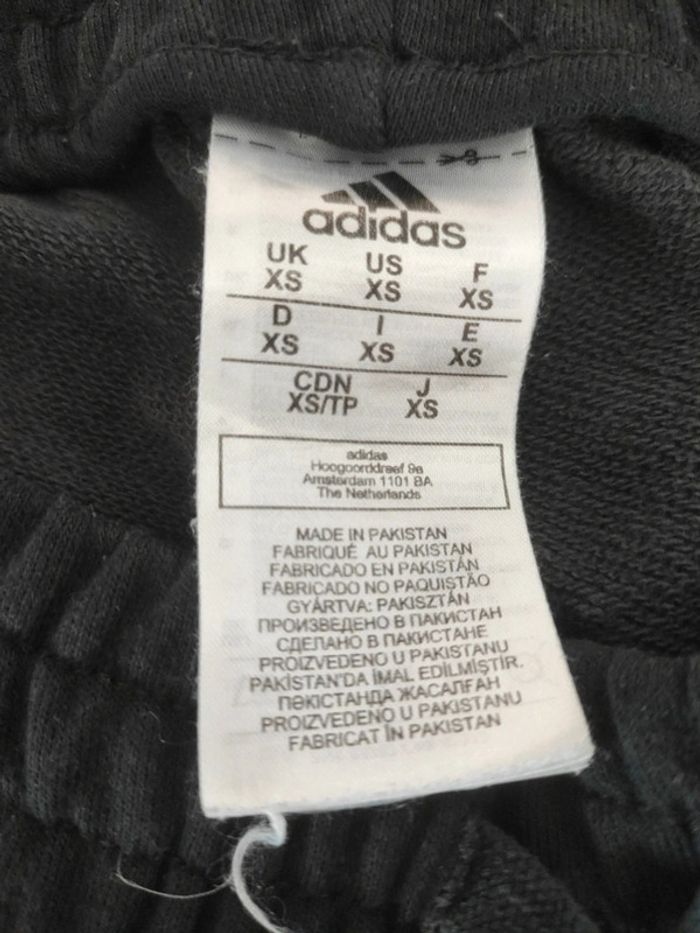 adidas
UK US F
XS XS XS
D I E
XS XS XS
CDN J
XS/TP XS
adidas
Hoogoorddreef 9a
Amsterdam 1101 BA
The Netherlands
MADE IN PAKISTAN
FABRIQUÉ AU PAKISTAN
FABRICADO EN PAKISTÁN
FABRICADO NO PAQUISTÃO
GYÁRTVA: PAKISZTÁN
ПРОИЗВЕДЕНО В ПАКИСТАН
СДЕЛАНО В ПАКИСТАНЕ
PROIZVEDENO U PAKISTANU
PAKİSTAN'DA İMAL EDİLMİŞTİR.
ПӘКІСТАНДА ЖАСАЛҒАН
PROIZVEDENO U PAKISTANU
FABRICAT ÎN PAKISTAN